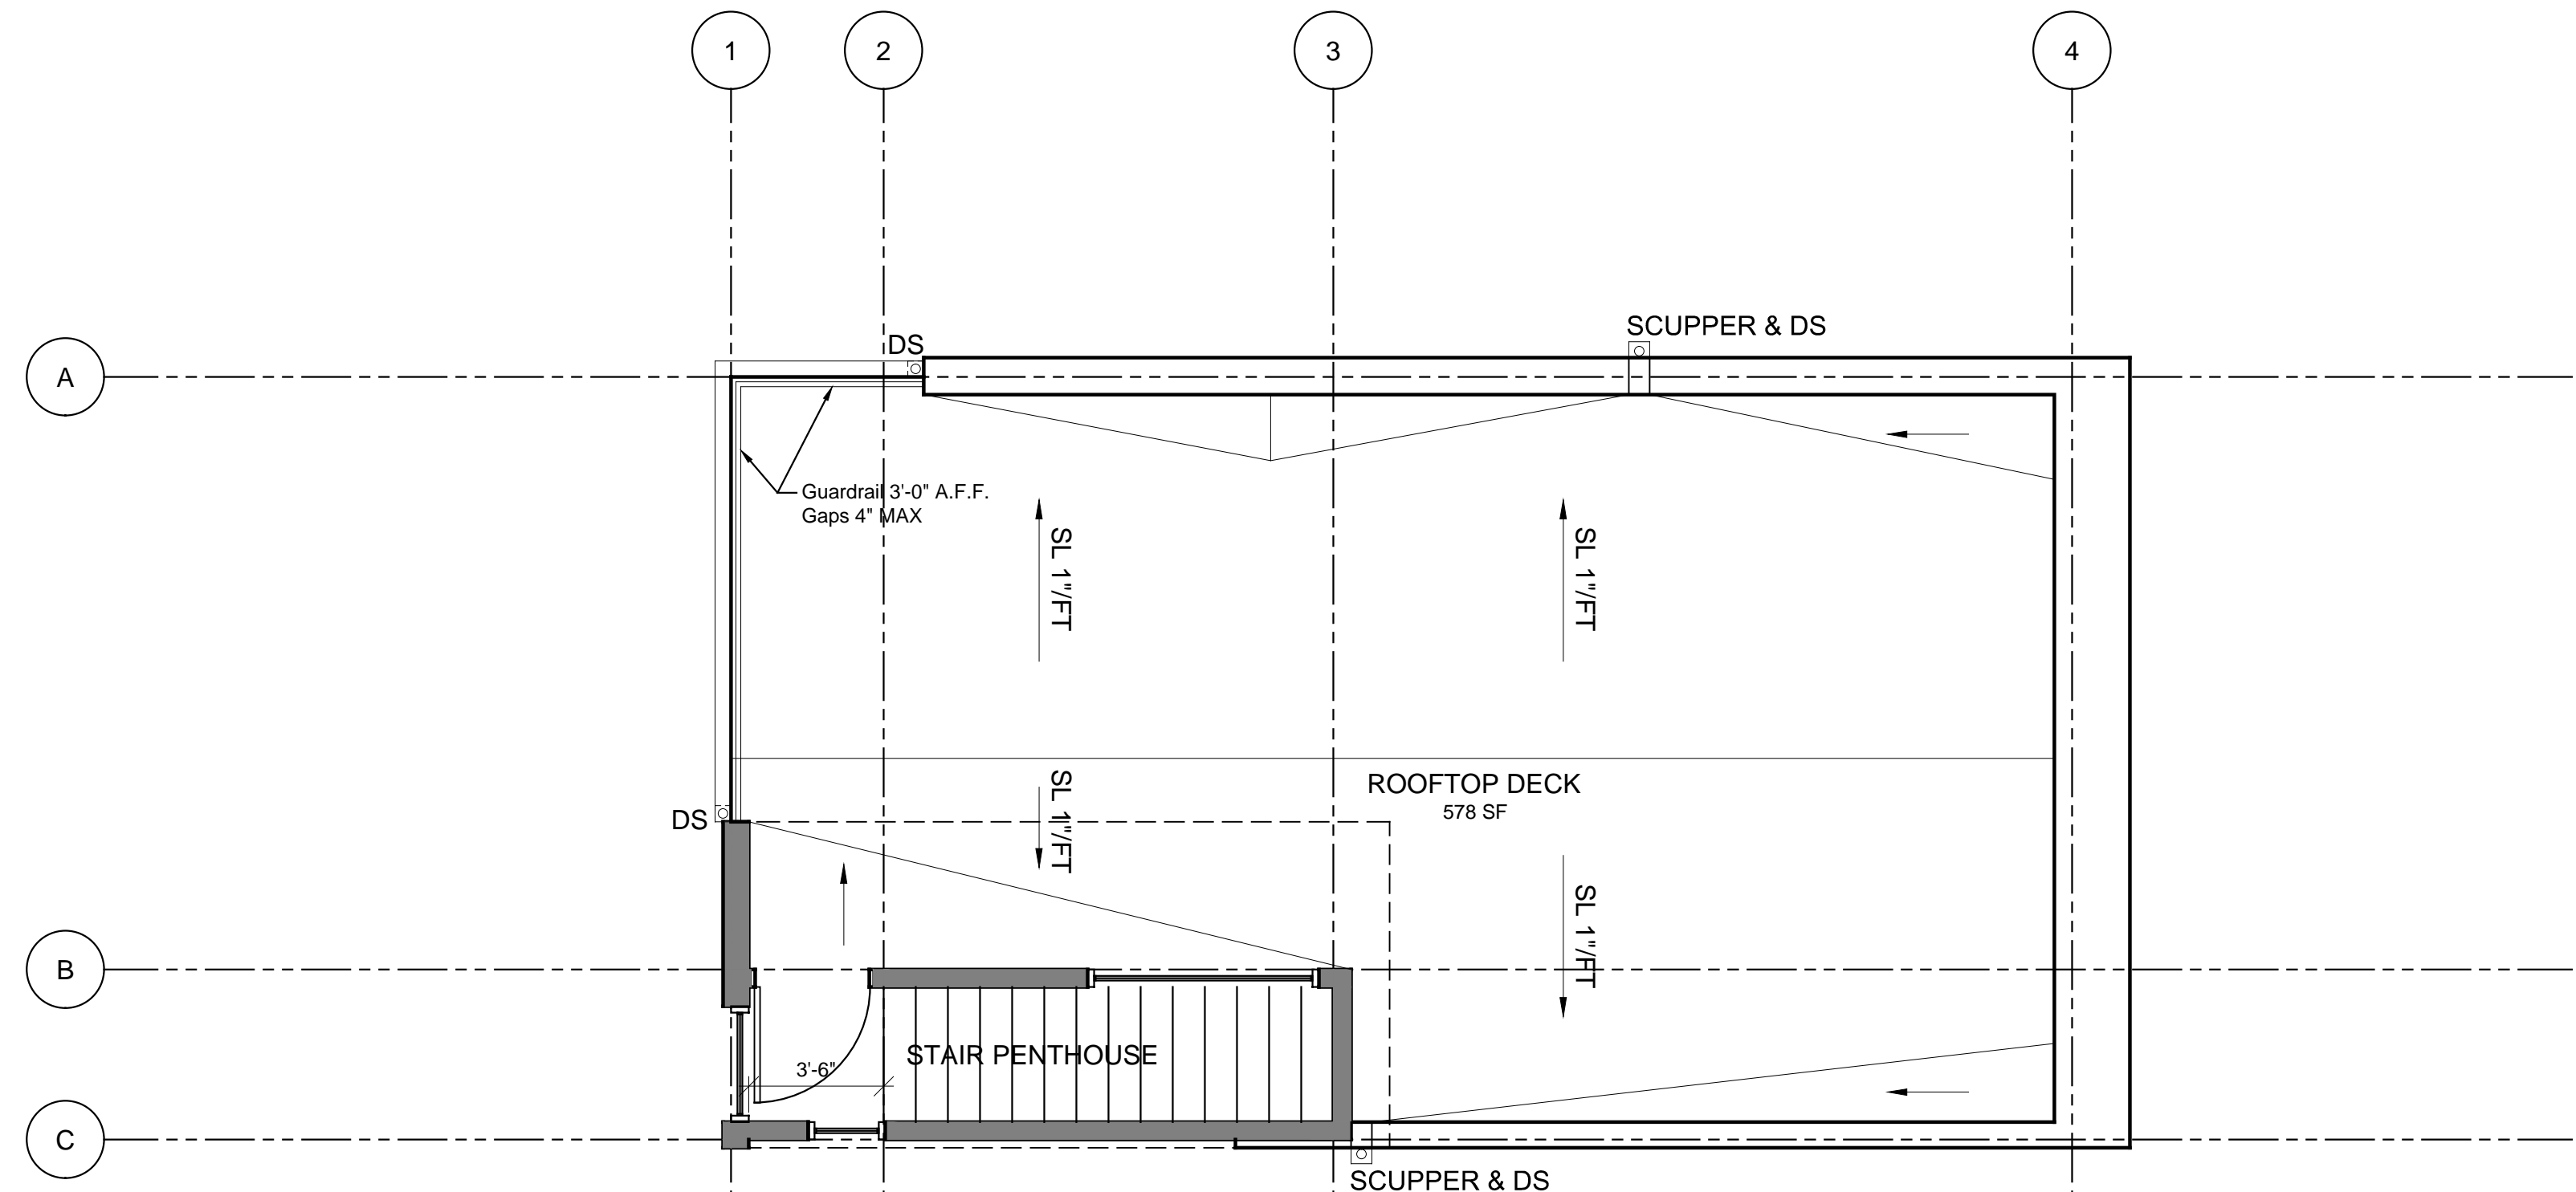 1
2
3
4
SCUPPER & DS
DS
A
Guardrail 3'-0" A.F.F.
Gaps 4" MAX
SL 1"/FT
SL 1"/FT
ROOFTOP DECK
578 SF
SL 1"/FT
DS
SL 1"/FT
B
STAIR PENTHOUSE
3'-6"
C
SCUPPER & DS